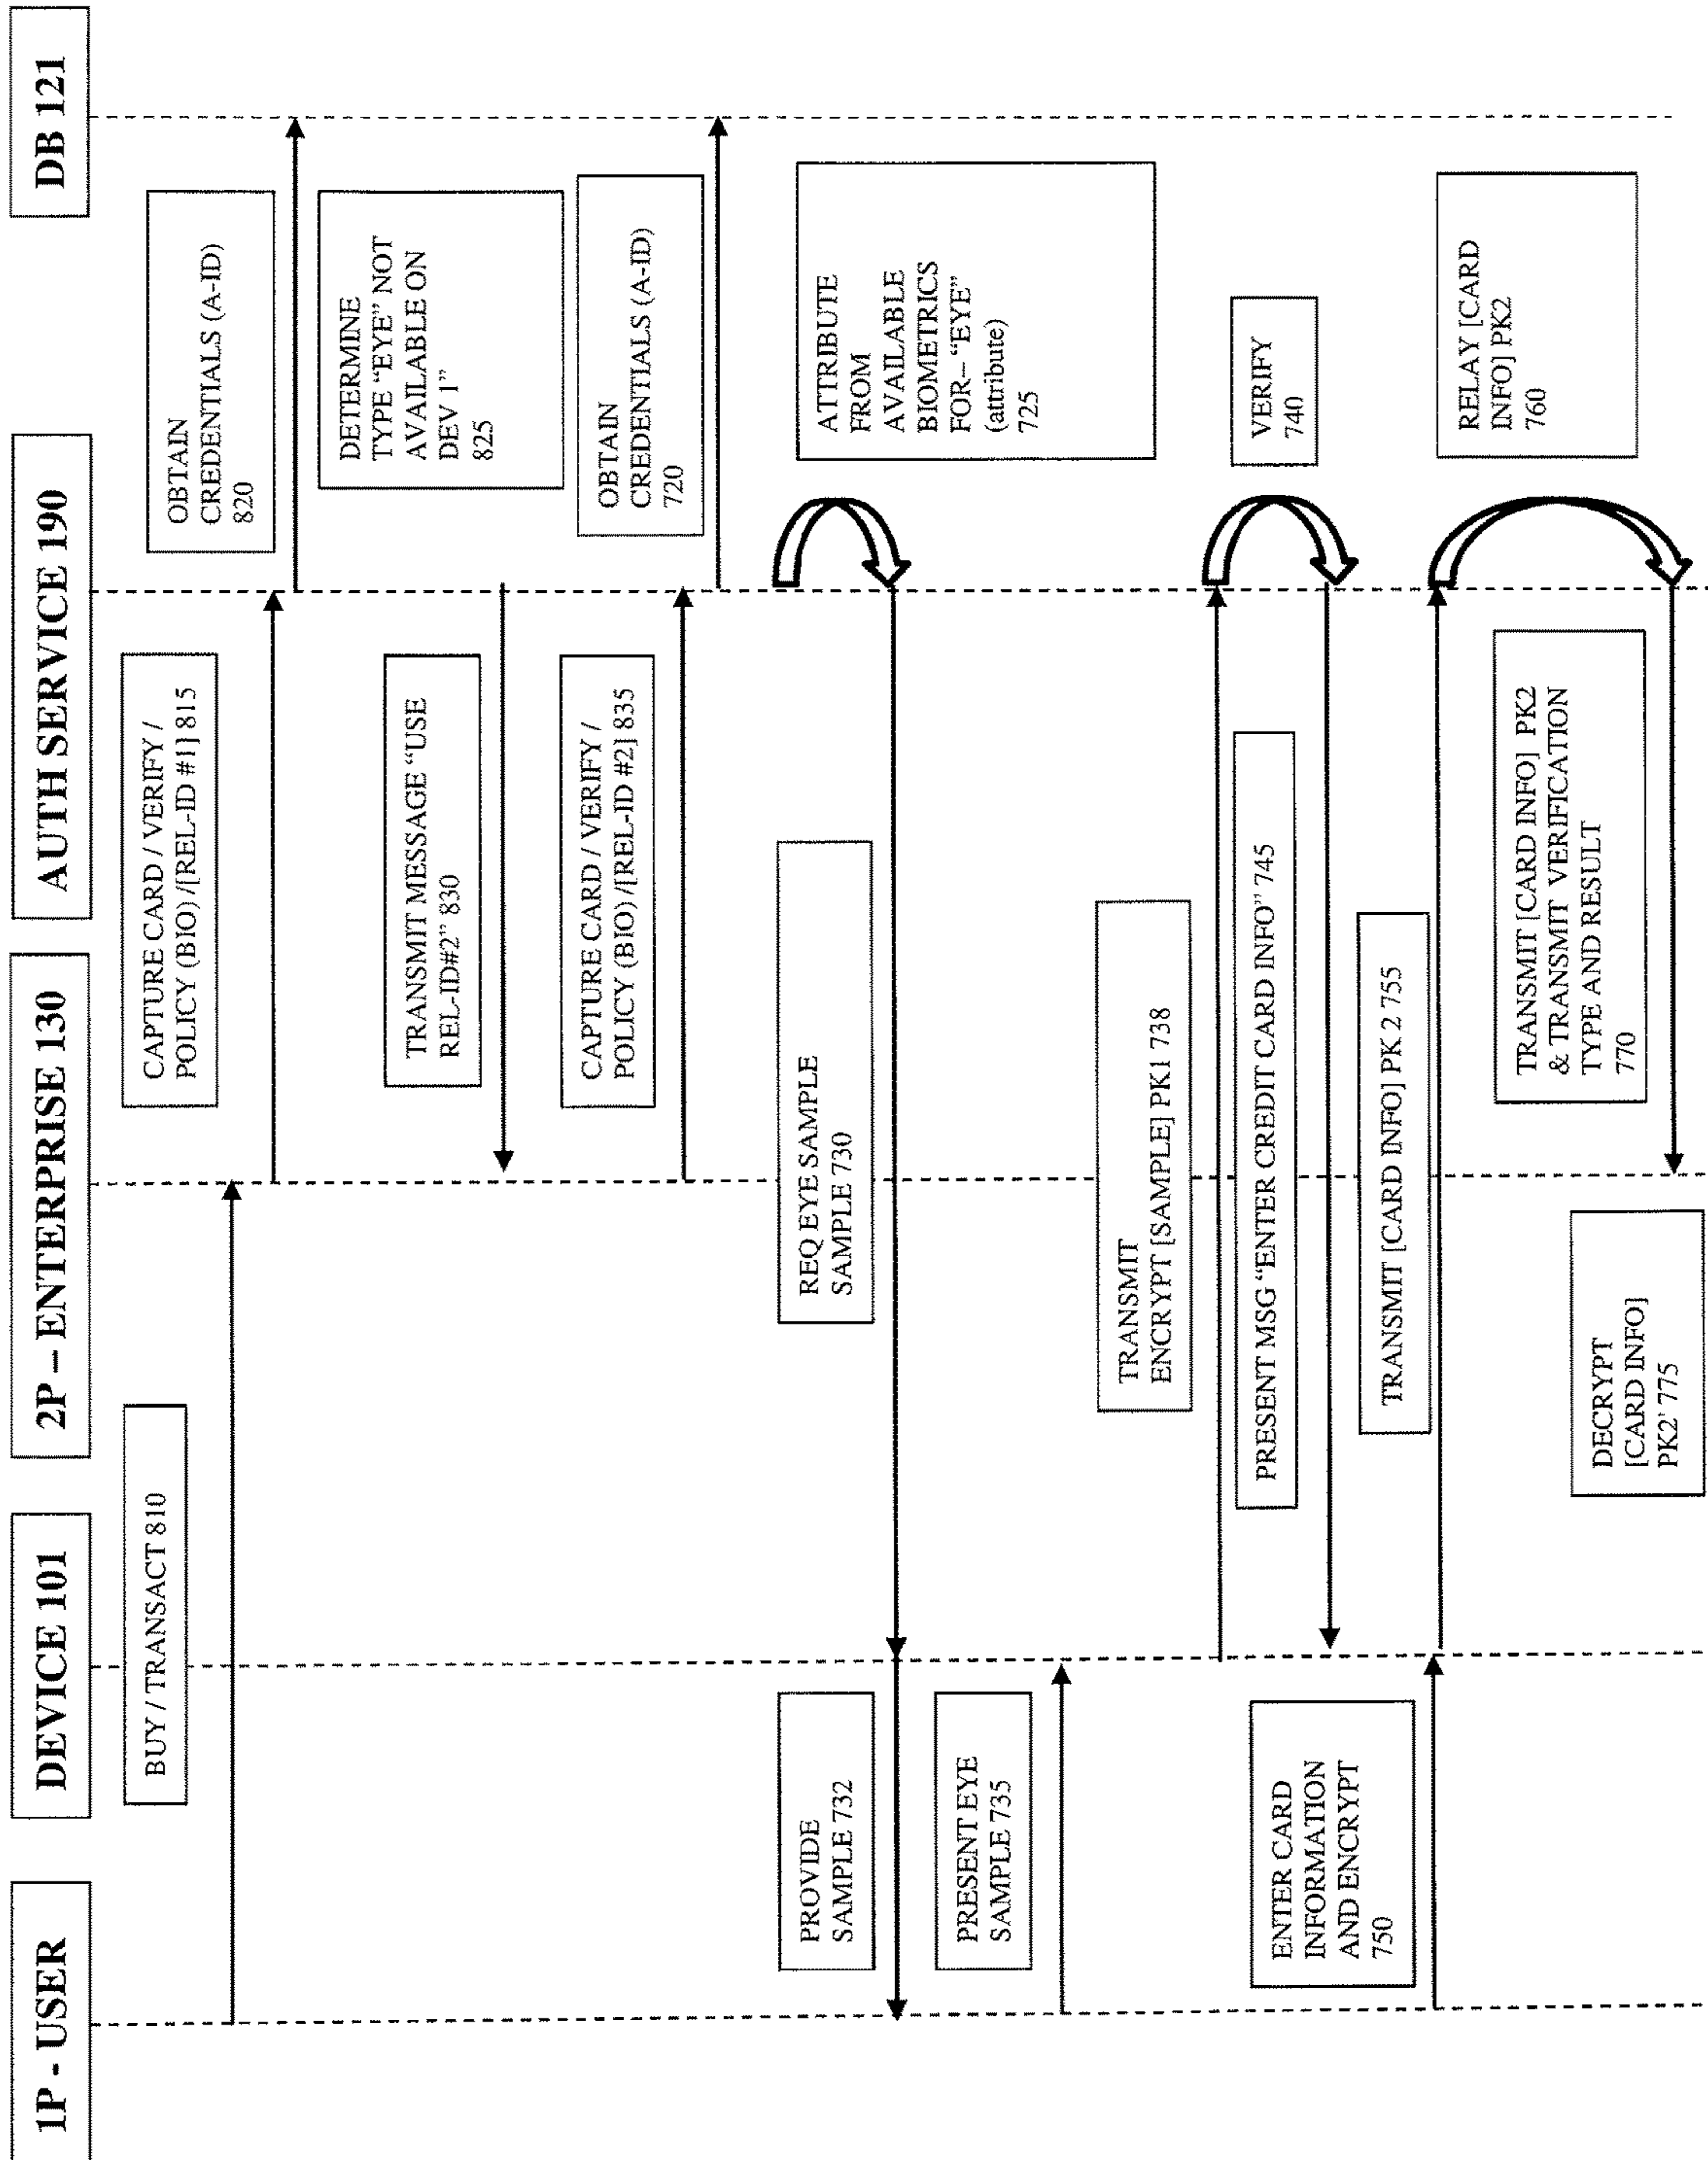 1P - USER
DEVICE 101
2P – ENTERPRISE 130
AUTH SERVICE 190
DB 121
BUY / TRANSACT 810
CAPTURE CARD / VERIFY /
POLICY (BIO) /[REL-ID #1] 815
OBTAIN
CREDENTIALS (A-ID)
820
DETERMINE
TYPE “EYE” NOT
AVAILABLE ON
DEV 1”
825
TRANSMIT MESSAGE “USE
REL-ID#2” 830
CAPTURE CARD / VERIFY /
POLICY (BIO) /[REL-ID #2] 835
OBTAIN
CREDENTIALS (A-ID)
720
ATTRIBUTE
FROM
AVAILABLE
BIOMETRICS
FOR– “EYE”
(attribute)
725
REQ EYE SAMPLE
SAMPLE 730
PROVIDE
SAMPLE 732
PRESENT EYE
SAMPLE 735
TRANSMIT
ENCRYPT [SAMPLE] PK1 738
VERIFY
740
PRESENT MSG “ENTER CREDIT CARD INFO” 745
ENTER CARD
INFORMATION
AND ENCRYPT
750
TRANSMIT [CARD INFO] PK 2 755
RELAY [CARD
INFO] PK2
760
TRANSMIT [CARD INFO] PK2
& TRANSMIT VERIFICATION
TYPE AND RESULT
770
DECRYPT
[CARD INFO]
PK2' 775